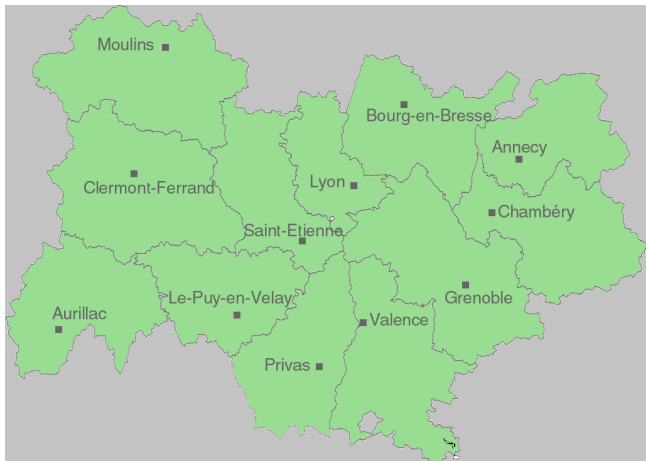 Moulins
Bourg-en-Bresse
Annecy
Clermont-Ferrand
Lyon
Chambéry
Saint-Etienne
Le-Puy-en-Velay
Grenoble
Aurillac
Valence
Privas